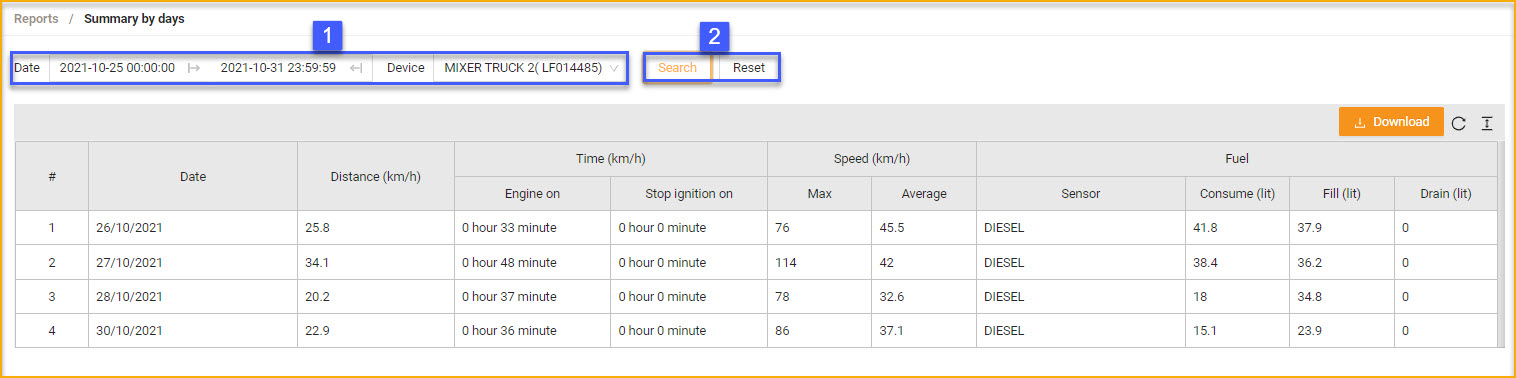 Reports / Summary by days
1
2
Date 2021-10-25 00:00:00 2021-10-31 23:59:59 Device MIXER TRUCK 2( LF014485) Search Reset
Download
# Date Distance (km/h) Time (km/h) Speed (km/h) Fuel
Engine on Stop ignition on Max Average Sensor Consume (lit) Fill (lit) Drain (lit)
1 26/10/2021 25.8 0 hour 33 minute 0 hour 0 minute 76 45.5 DIESEL 41.8 37.9 0
2 27/10/2021 34.1 0 hour 48 minute 0 hour 0 minute 114 42 DIESEL 38.4 36.2 0
3 28/10/2021 20.2 0 hour 37 minute 0 hour 0 minute 78 32.6 DIESEL 18 34.8 0
4 30/10/2021 22.9 0 hour 36 minute 0 hour 0 minute 86 37.1 DIESEL 15.1 23.9 0